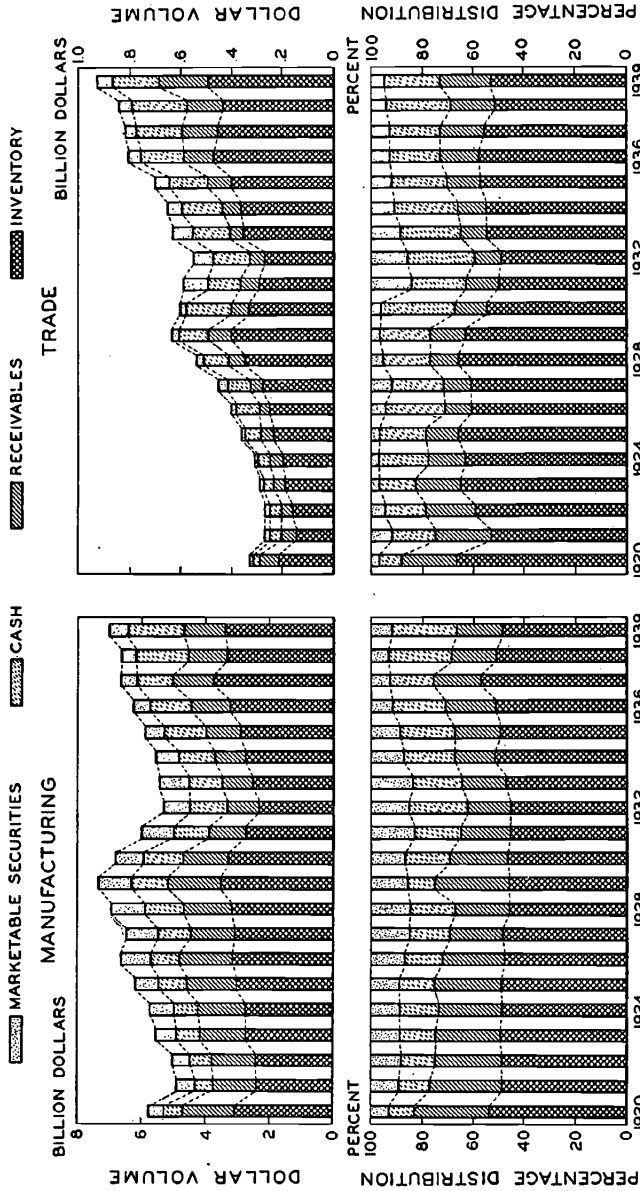 MARKETABLE SECURITIES
CASH
RECEIVABLES
INVENTORY
MANUFACTURING
TRADE
BILLION DOLLARS
BILLION DOLLARS
DOLLAR VOLUME
8
6
4
2
0
1.0
.8
.6
.4
.2
0
DOLLAR VOLUME
PERCENT
PERCENT
PERCENTAGE DISTRIBUTION
100
80
60
40
20
0
100
80
60
40
20
0
PERCENTAGE DISTRIBUTION
1920 1924 1928 1932 1936 1939
1920 1924 1928 1932 1936 1939